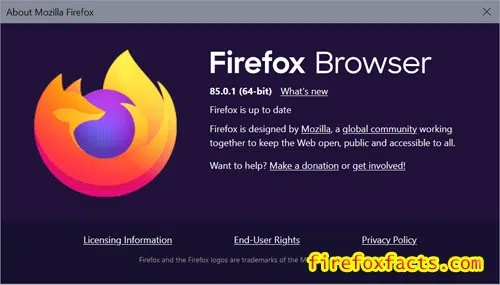 About Mozilla Firefox
Firefox Browser
85.0.1 (64-bit) What's new
Firefox is up to date
Firefox is designed by Mozilla, a global community working
together to keep the Web open, public and accessible to all.
Want to help? Make a donation or get involved!
Licensing Information End-User Rights Privacy Policy
Firefox and the Firefox logos are trademarks of the
firefoxfacts.com